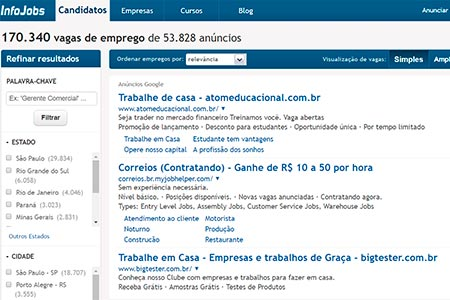 InfoJobs Candidatos Empresas Cursos Blog Anunciar
170.340 vagas de emprego de 53.828 anúncios
Refinar resultados
PALAVRA-CHAVE
Ex: 'Gerente Comercial'...
Filtrar
ESTADO
São Paulo (29.834)
Rio Grande do Sul (6.058)
Rio de Janeiro (4.046)
Paraná (3.023)
Minas Gerais (2.831)
Outros Estados
CIDADE
São Paulo - SP (18.707)
Porto Alegre - RS (3.555)
Ordenar empregos por: relevância Visualização de vagas: Simples Ampl
Anúncios Google
Trabalhe de casa - atomeducacional.com.br
www.atomeducacional.com.br/
Seja trader no mercado financeiro Treinamos você. Vaga abertas
Promoção de lançamento · Desconto para estudantes · Oportunidade única · Por tempo limitado
Trabalhe em Casa Estudante tem vantagens
Opere nosso capital A profissão dos sonhos
Correios (Contratando) - Ganhe de R$ 10 a 50 por hora
correios.br.myjobhelper.com/
Sem experiência necessária.
Nível básico. · Posições disponíveis. · Novas vagas anunciadas · Contratando agora.
Types: Entry Level Jobs, Assembly Jobs, Customer Service Jobs, Warehouse Jobs
Atendimento ao cliente Motorista
Noturno Produção
Construção Restaurante
Trabalhe em Casa - Empresas e trabalhos de Graça - bigtester.com.br
www.bigtester.com.br/
Conheça nosso Clube com empresas e trabalhos para fazer em casa.
Receba Grátis · Amostras Grátis · Testes de Produtos